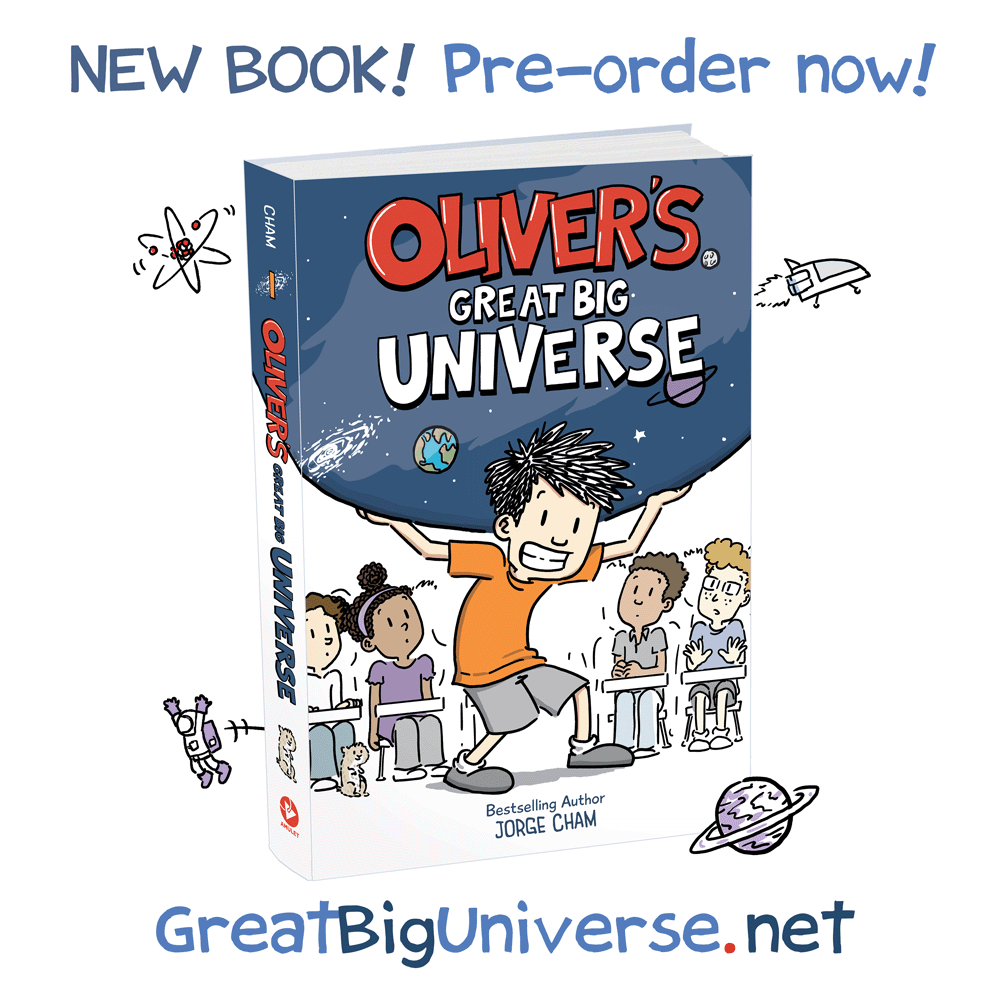 NEW BOOK! Pre-order now!
CHAM
OLIVER'S GREAT BIG UNIVERSE
AMULET
OLIVER'S
GREAT BIG
UNIVERSE
Bestselling Author
JORGE CHAM
GreatBigUniverse.net